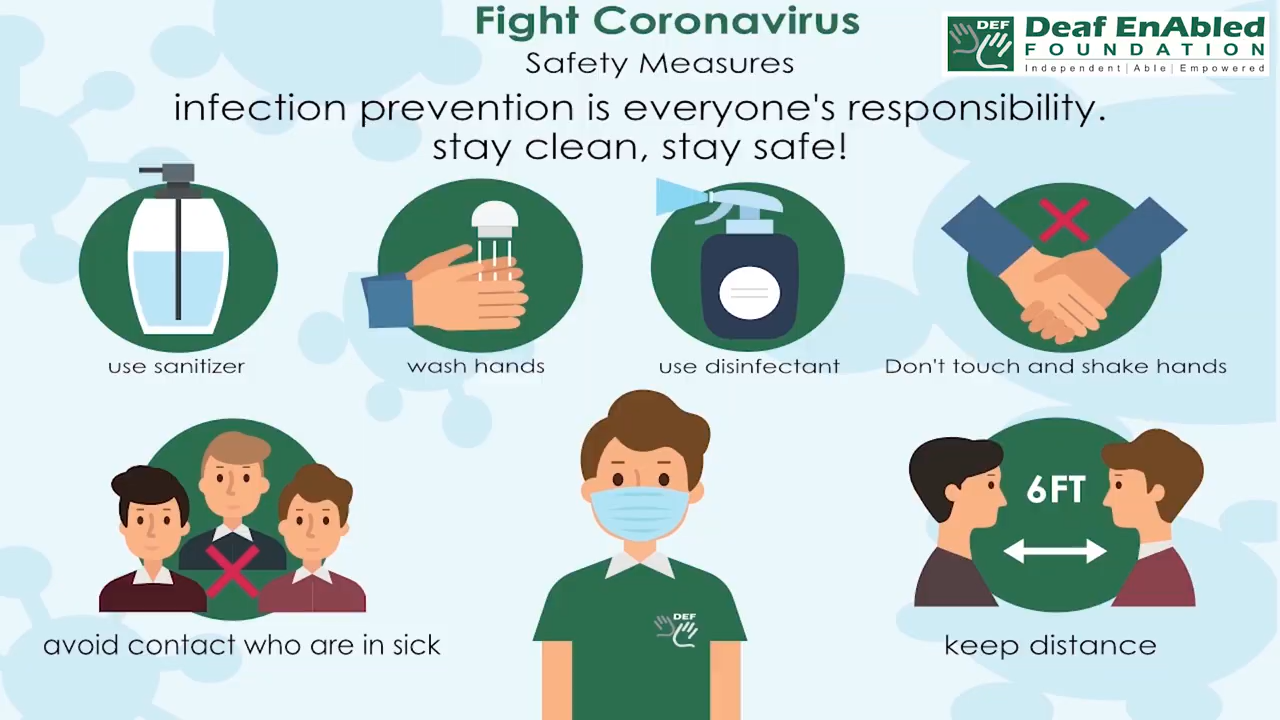 Fight Coronavirus
DEF
Deaf EnAbled
FOUNDATION
Independent | Able | Empowered
Safety Measures
infection prevention is everyone's responsibility.
stay clean, stay safe!
use sanitizer
wash hands
use disinfectant
Don't touch and shake hands
6FT
DEF
avoid contact who are in sick
keep distance